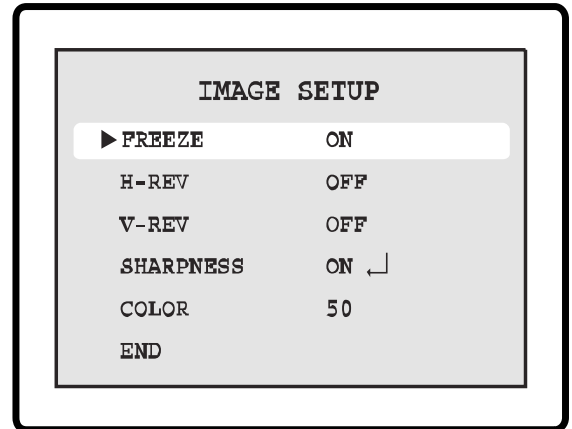 IMAGE SETUP
▶FREEZE ON
H-REV OFF
V-REV OFF
SHARPNESS ON ↵
COLOR 50
END